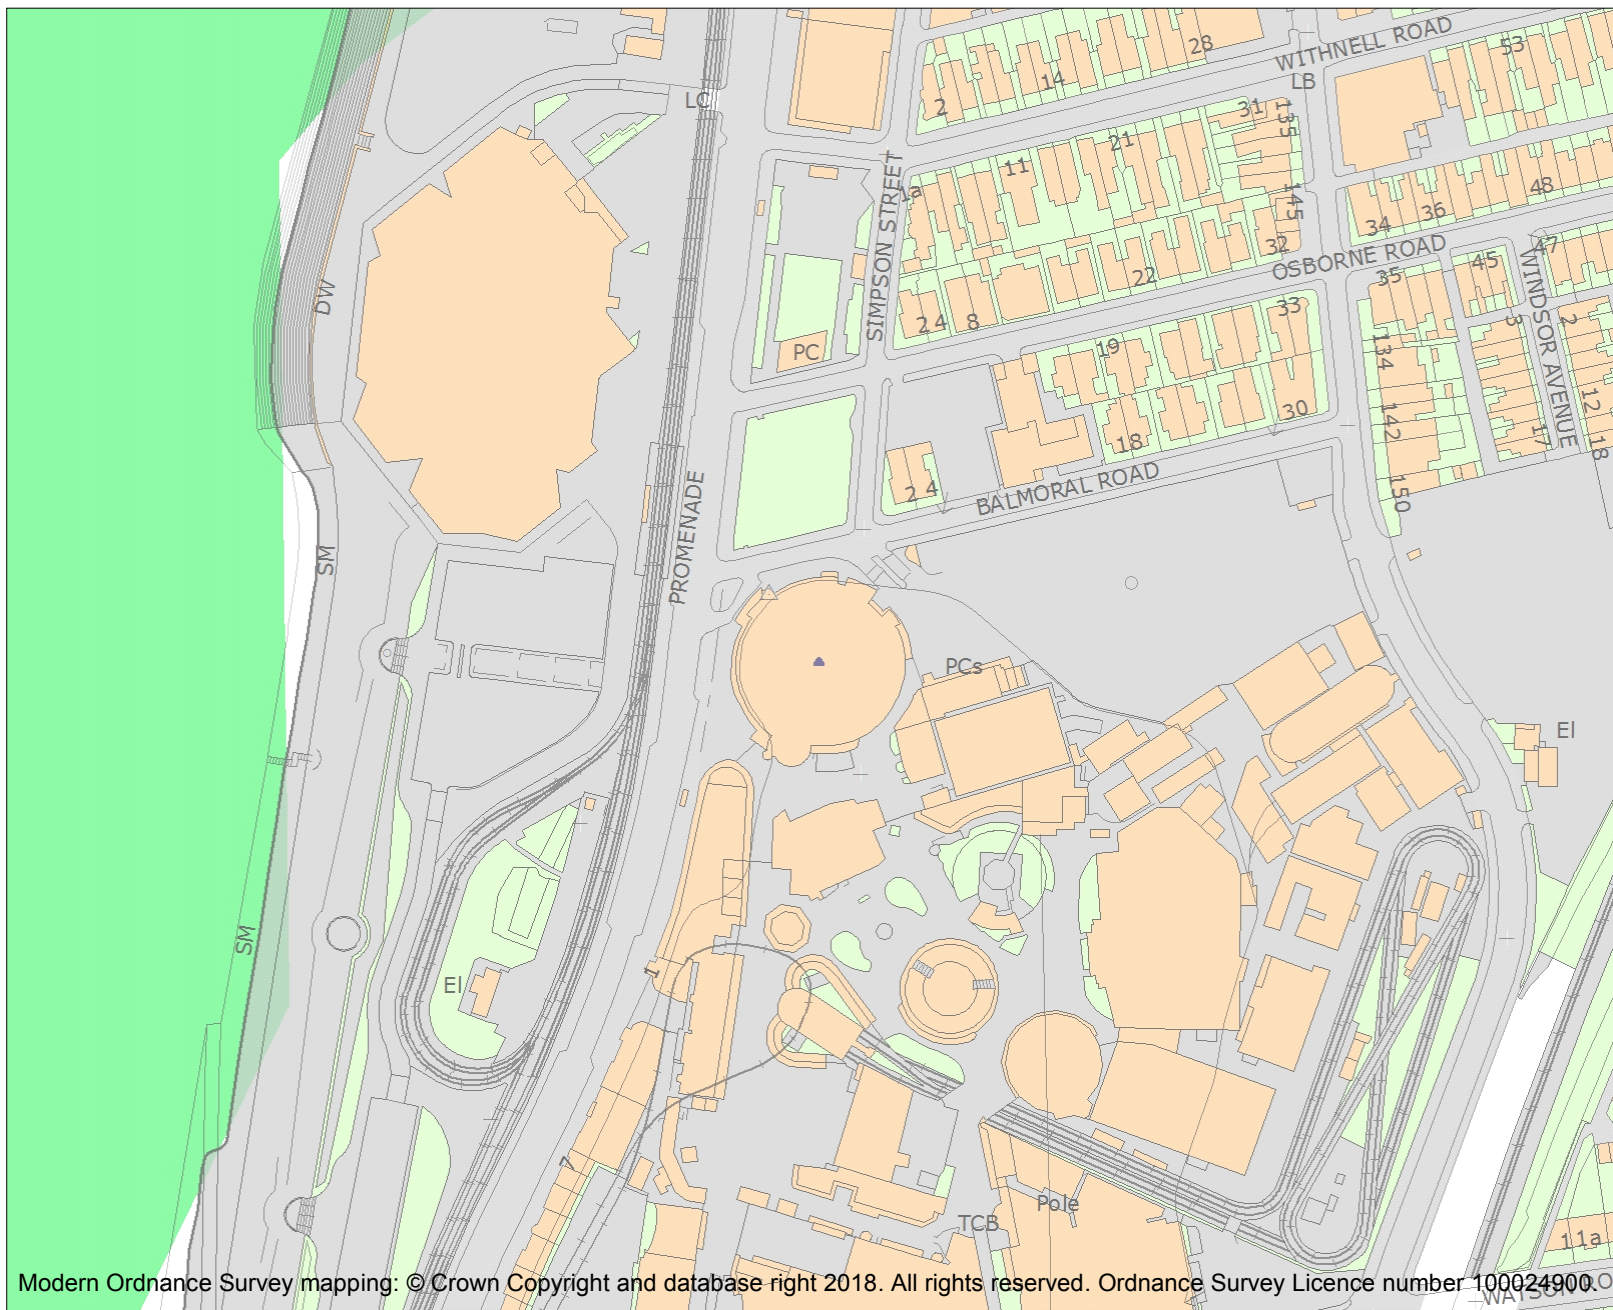 28
WITHNELL ROAD
53
LC
2
14
LB
31
135
21
11
SIMPSON STREET
1a
145
48
36
34
32
OSBORNE ROAD
47
45
35
22
DW
2 4
8
33
WINDSOR AVENUE
3
2
PC
19
134
12
30
142
17
18
18
2 4
BALMORAL ROAD
150
PROMENADE
SM
PCs
El
SM
1
El
7
Pole
TCB
11a
WATSON RO
Modern Ordnance Survey mapping: © Crown Copyright and database right 2018. All rights reserved. Ordnance Survey Licence number 100024900.